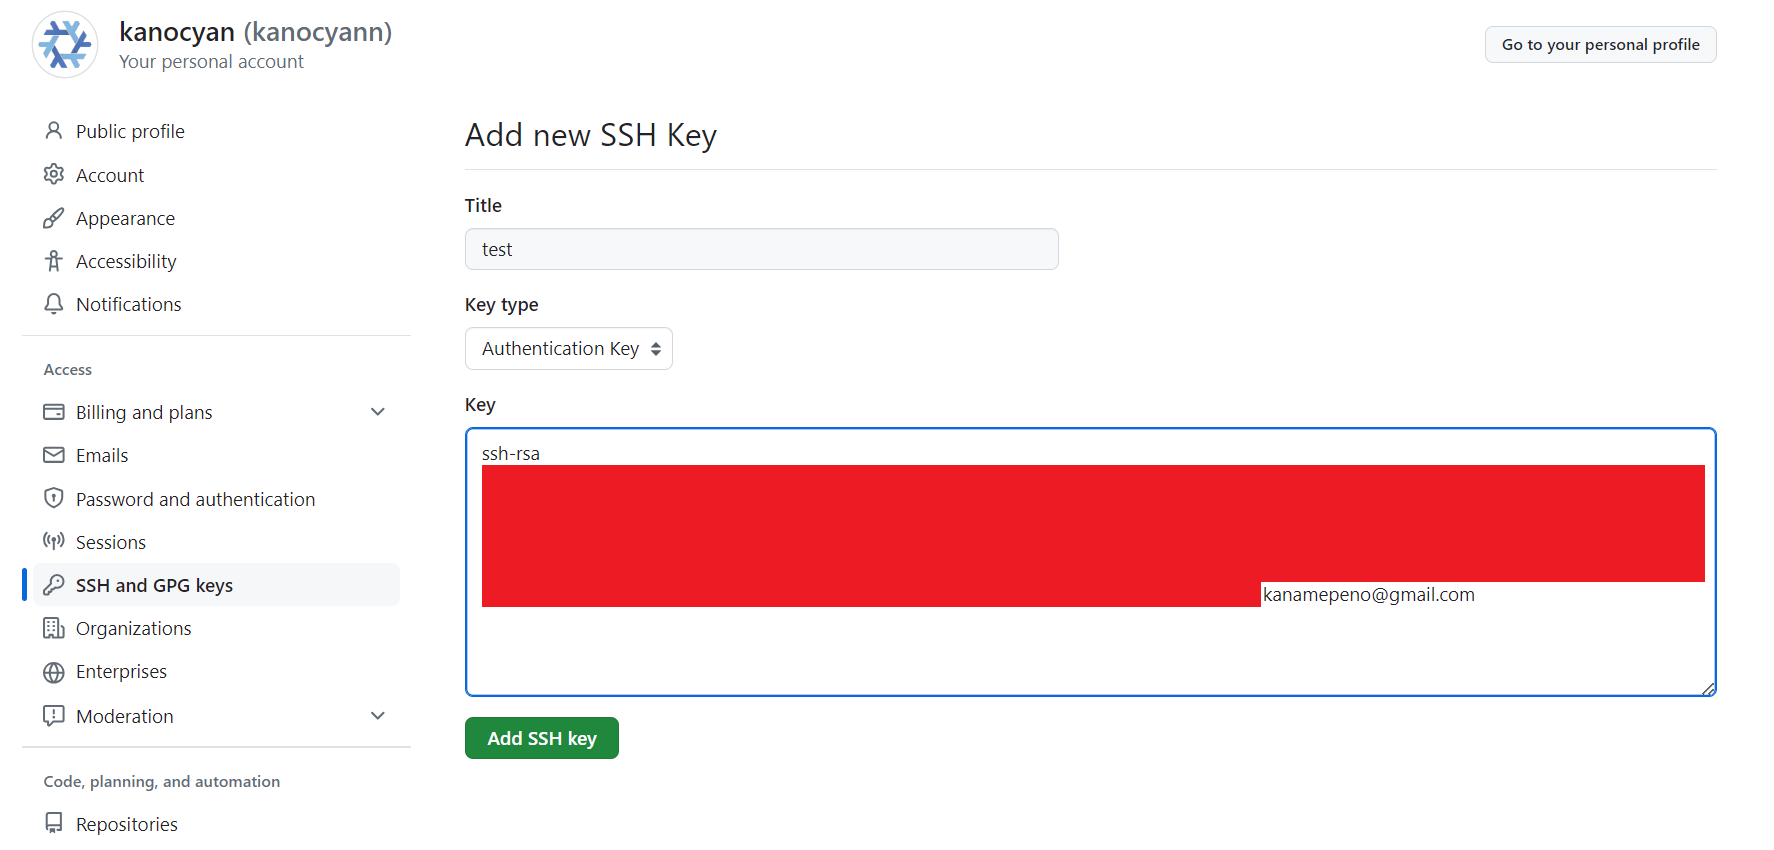 kanocyan (kanocyann)
Your personal account
Go to your personal profile
Public profile
Account
Appearance
Accessibility
Notifications
Access
Billing and plans
Emails
Password and authentication
Sessions
SSH and GPG keys
Organizations
Enterprises
Moderation
Code, planning, and automation
Repositories
Add new SSH Key
Title
test
Key type
Authentication Key
Key
ssh-rsa
kanamepeno@gmail.com
Add SSH key